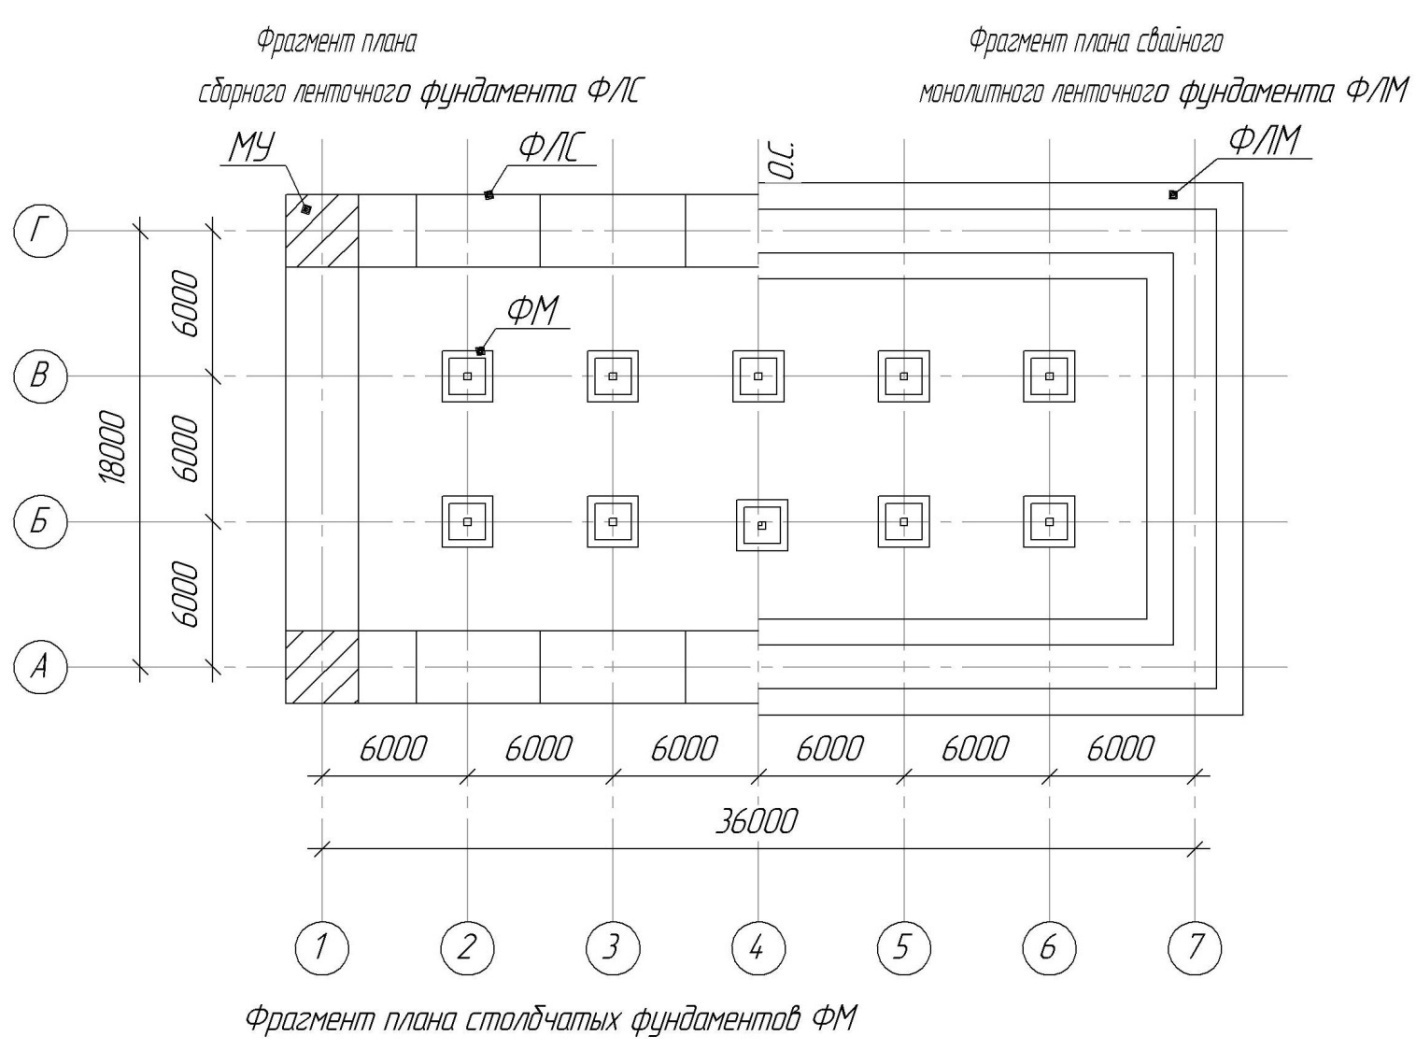 Фрагмент плана
сборного ленточного фундамента ФЛС
Фрагмент плана свайного
монолитного ленточного фундамента ФЛМ
МУ
ФЛС
О.С.
ФЛМ
Г
6000
ФМ
В
18000
6000
Б
6000
А
6000
6000
6000
6000
6000
6000
36000
1
2
3
4
5
6
7
Фрагмент плана столбчатых фундаментов ФМ